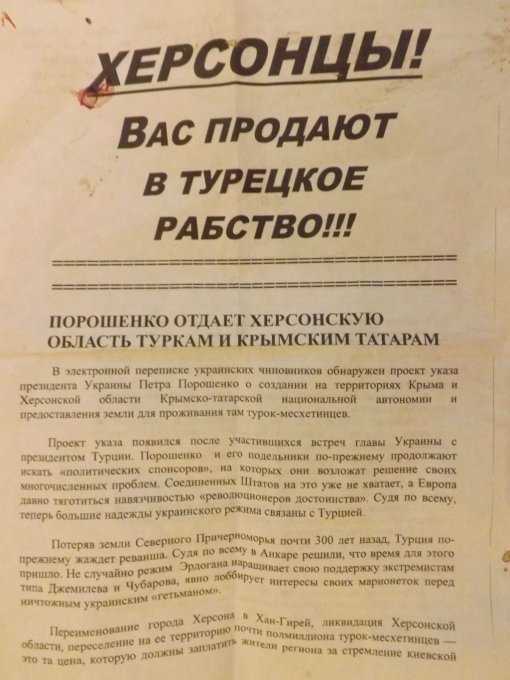 ХЕРСОНЦЫ!
ВАС ПРОДАЮТ
В ТУРЕЦКОЕ
РАБСТВО!!!
==========================================
==========================================
ПОРОШЕНКО ОТДАЕТ ХЕРСОНСКУЮ
ОБЛАСТЬ ТУРКАМ И КРЫМСКИМ ТАТАРАМ
В электронной переписке украинских чиновников обнаружен проект указа
президента Украины Петра Порошенко о создании на территориях Крыма и
Херсонской области Крымско-татарской национальной автономии и
предоставления земли для проживания там турок-месхетинцев.
Проект указа появился после участившихся встреч главы Украины с
президентом Турции. Порошенко и его подельники по-прежнему продолжают
искать «политических спонсоров», на которых они возложат решение своих
многочисленных проблем. Соединенных Штатов на это уже не хватает, а Европа
давно тяготиться навязчивостью «революционеров достоинства». Судя по всему,
теперь большие надежды украинского режима связаны с Турцией.
Потеряв земли Северного Причерноморья почти 300 лет назад, Турция по-
прежнему жаждет реванша. Судя по всему в Анкаре решили, что время для этого
пришло. Не случайно режим Эрдогана наращивает свою поддержку экстремистам
типа Джемилева и Чубарова, явно лоббирует интересы своих марионеток перед
ничтожным украинским «гетьманом».
Переименование города Херсона в Хан-Гирей, ликвидация Херсонской
области, переселение на ее территорию почти полмиллиона турок-месхетинцев —
это та цена, которую должны заплатить жители региона за стремление киевской